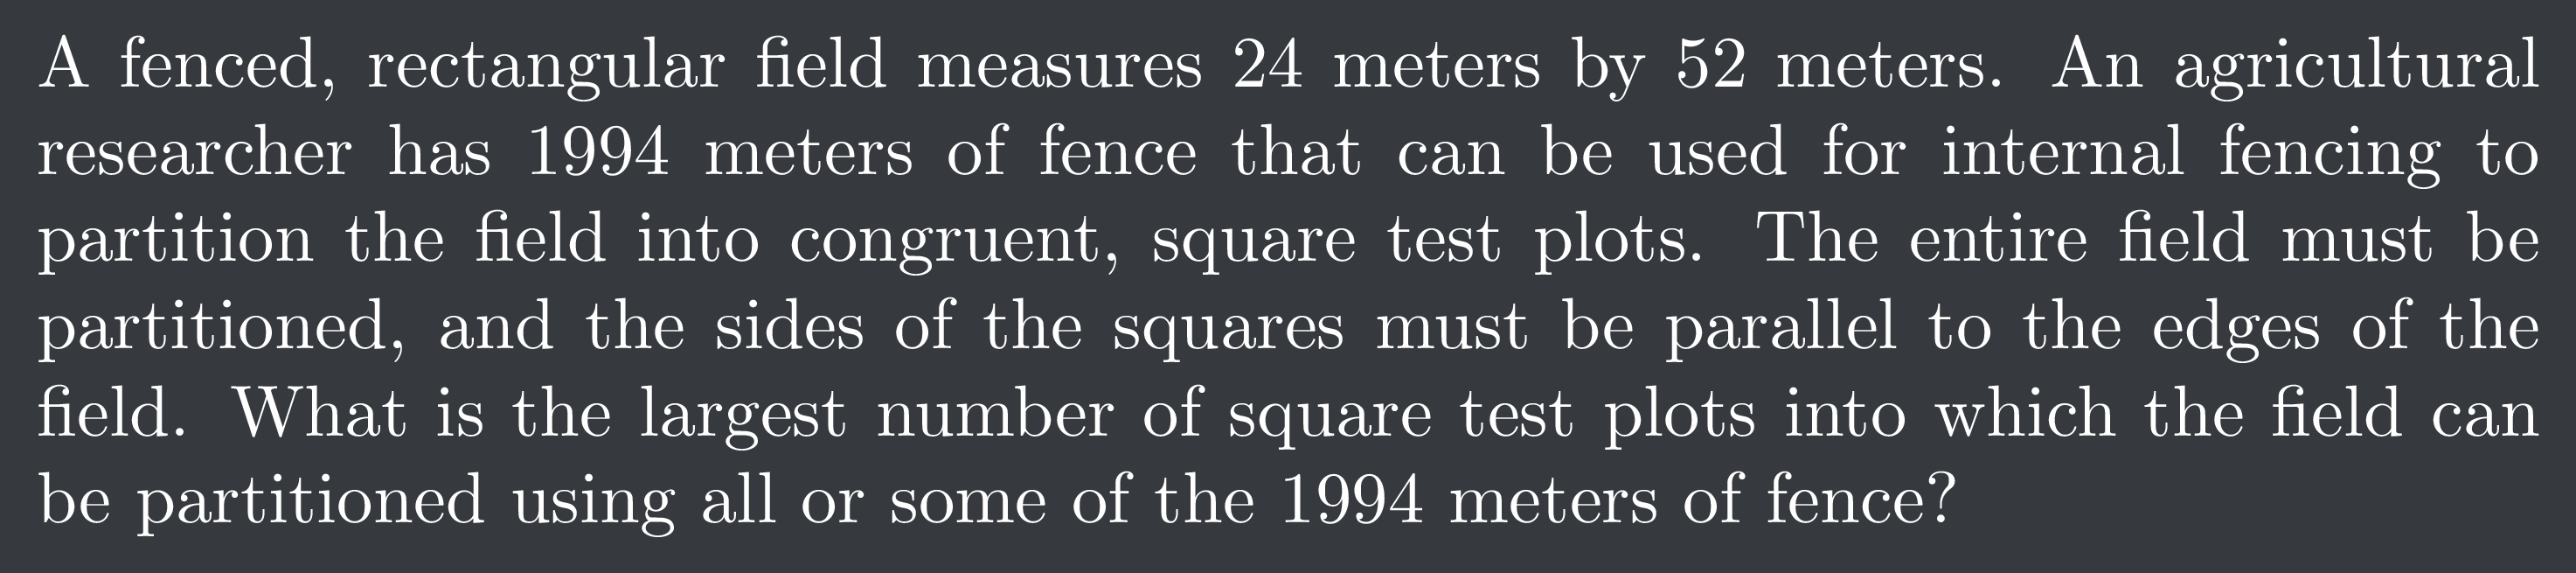 A fenced, rectangular field measures 24 meters by 52 meters. An agricultural
researcher has 1994 meters of fence that can be used for internal fencing to
partition the field into congruent, square test plots. The entire field must be
partitioned, and the sides of the squares must be parallel to the edges of the
field. What is the largest number of square test plots into which the field can
be partitioned using all or some of the 1994 meters of fence?